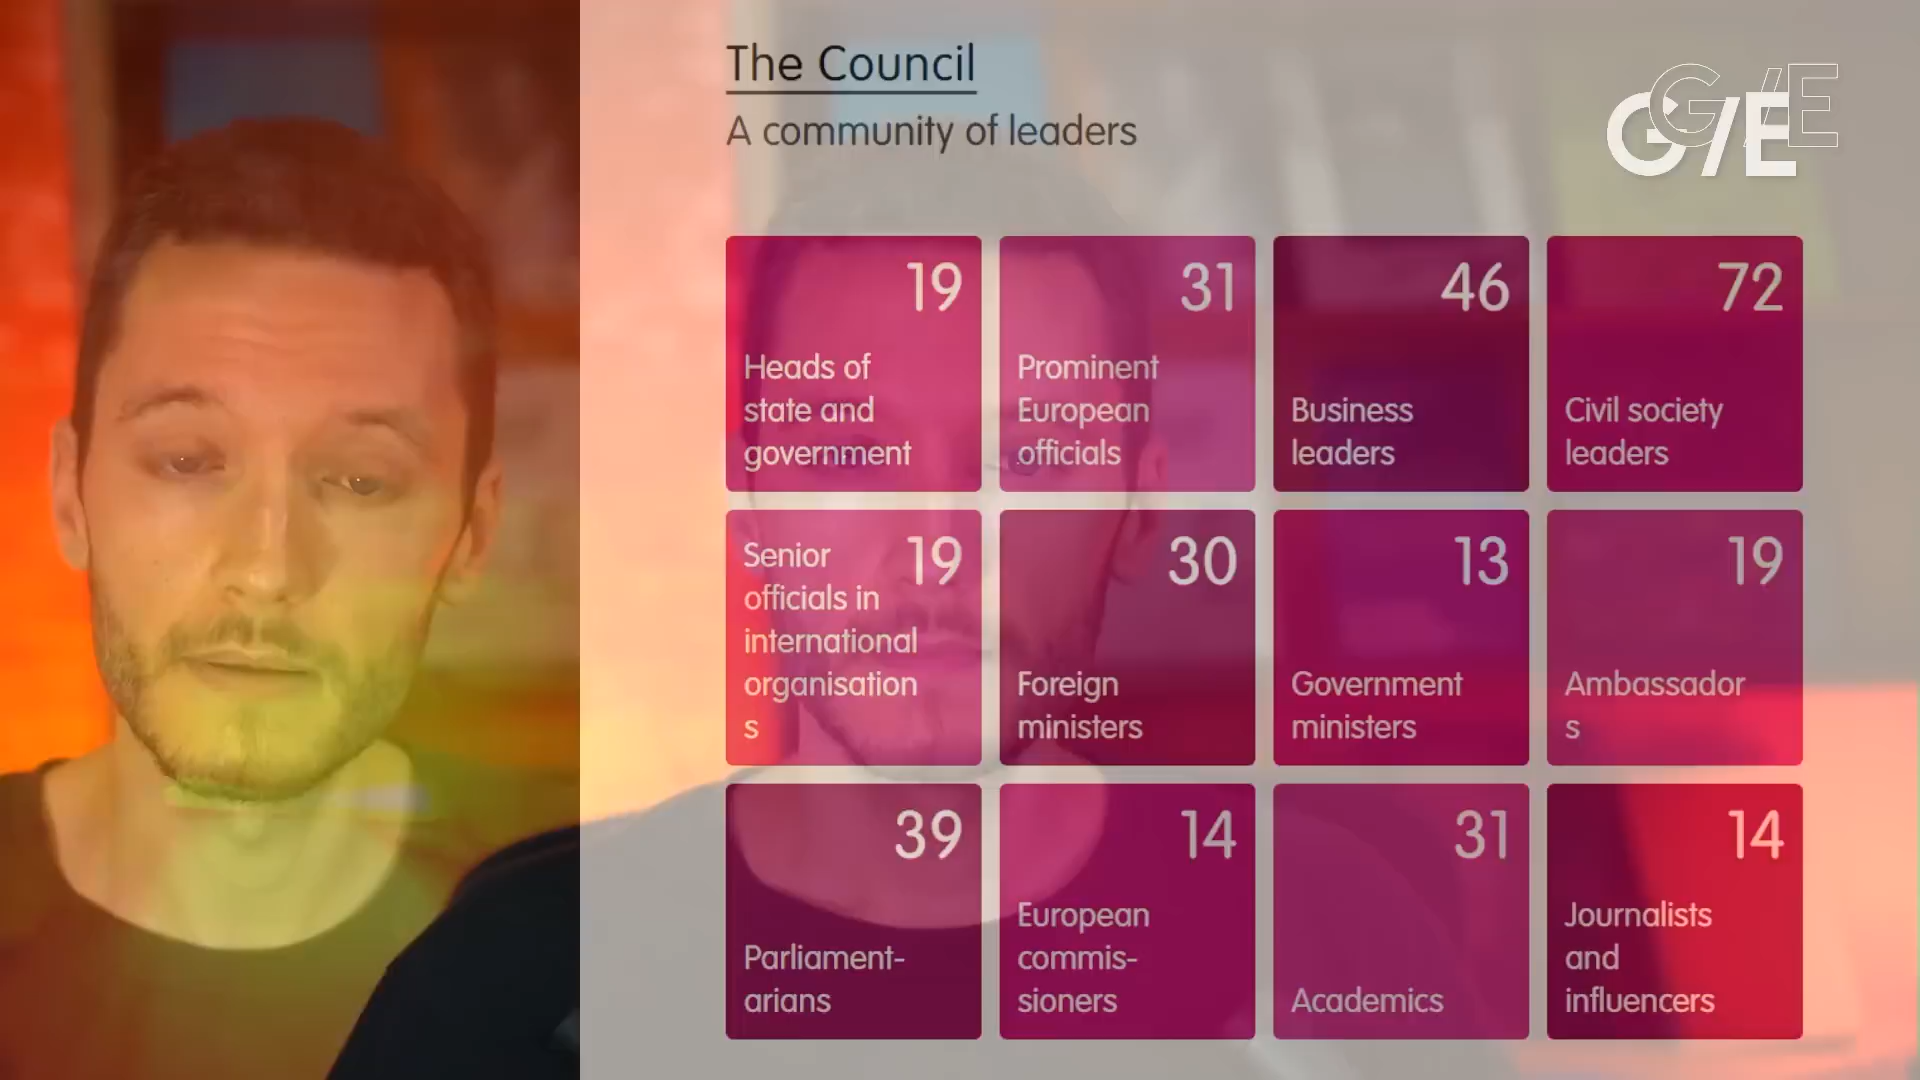 The Council
A community of leaders
G/E
G/E
19
Heads of
state and
government
31
Prominent
European
officials
46
Business
leaders
72
Civil society
leaders
19
Senior
officials in
international
organisation
s
30
Foreign
ministers
13
Government
ministers
19
Ambassador
s
39
Parliament-
arians
14
European
commis-
sioners
31
Academics
14
Journalists
and
influencers